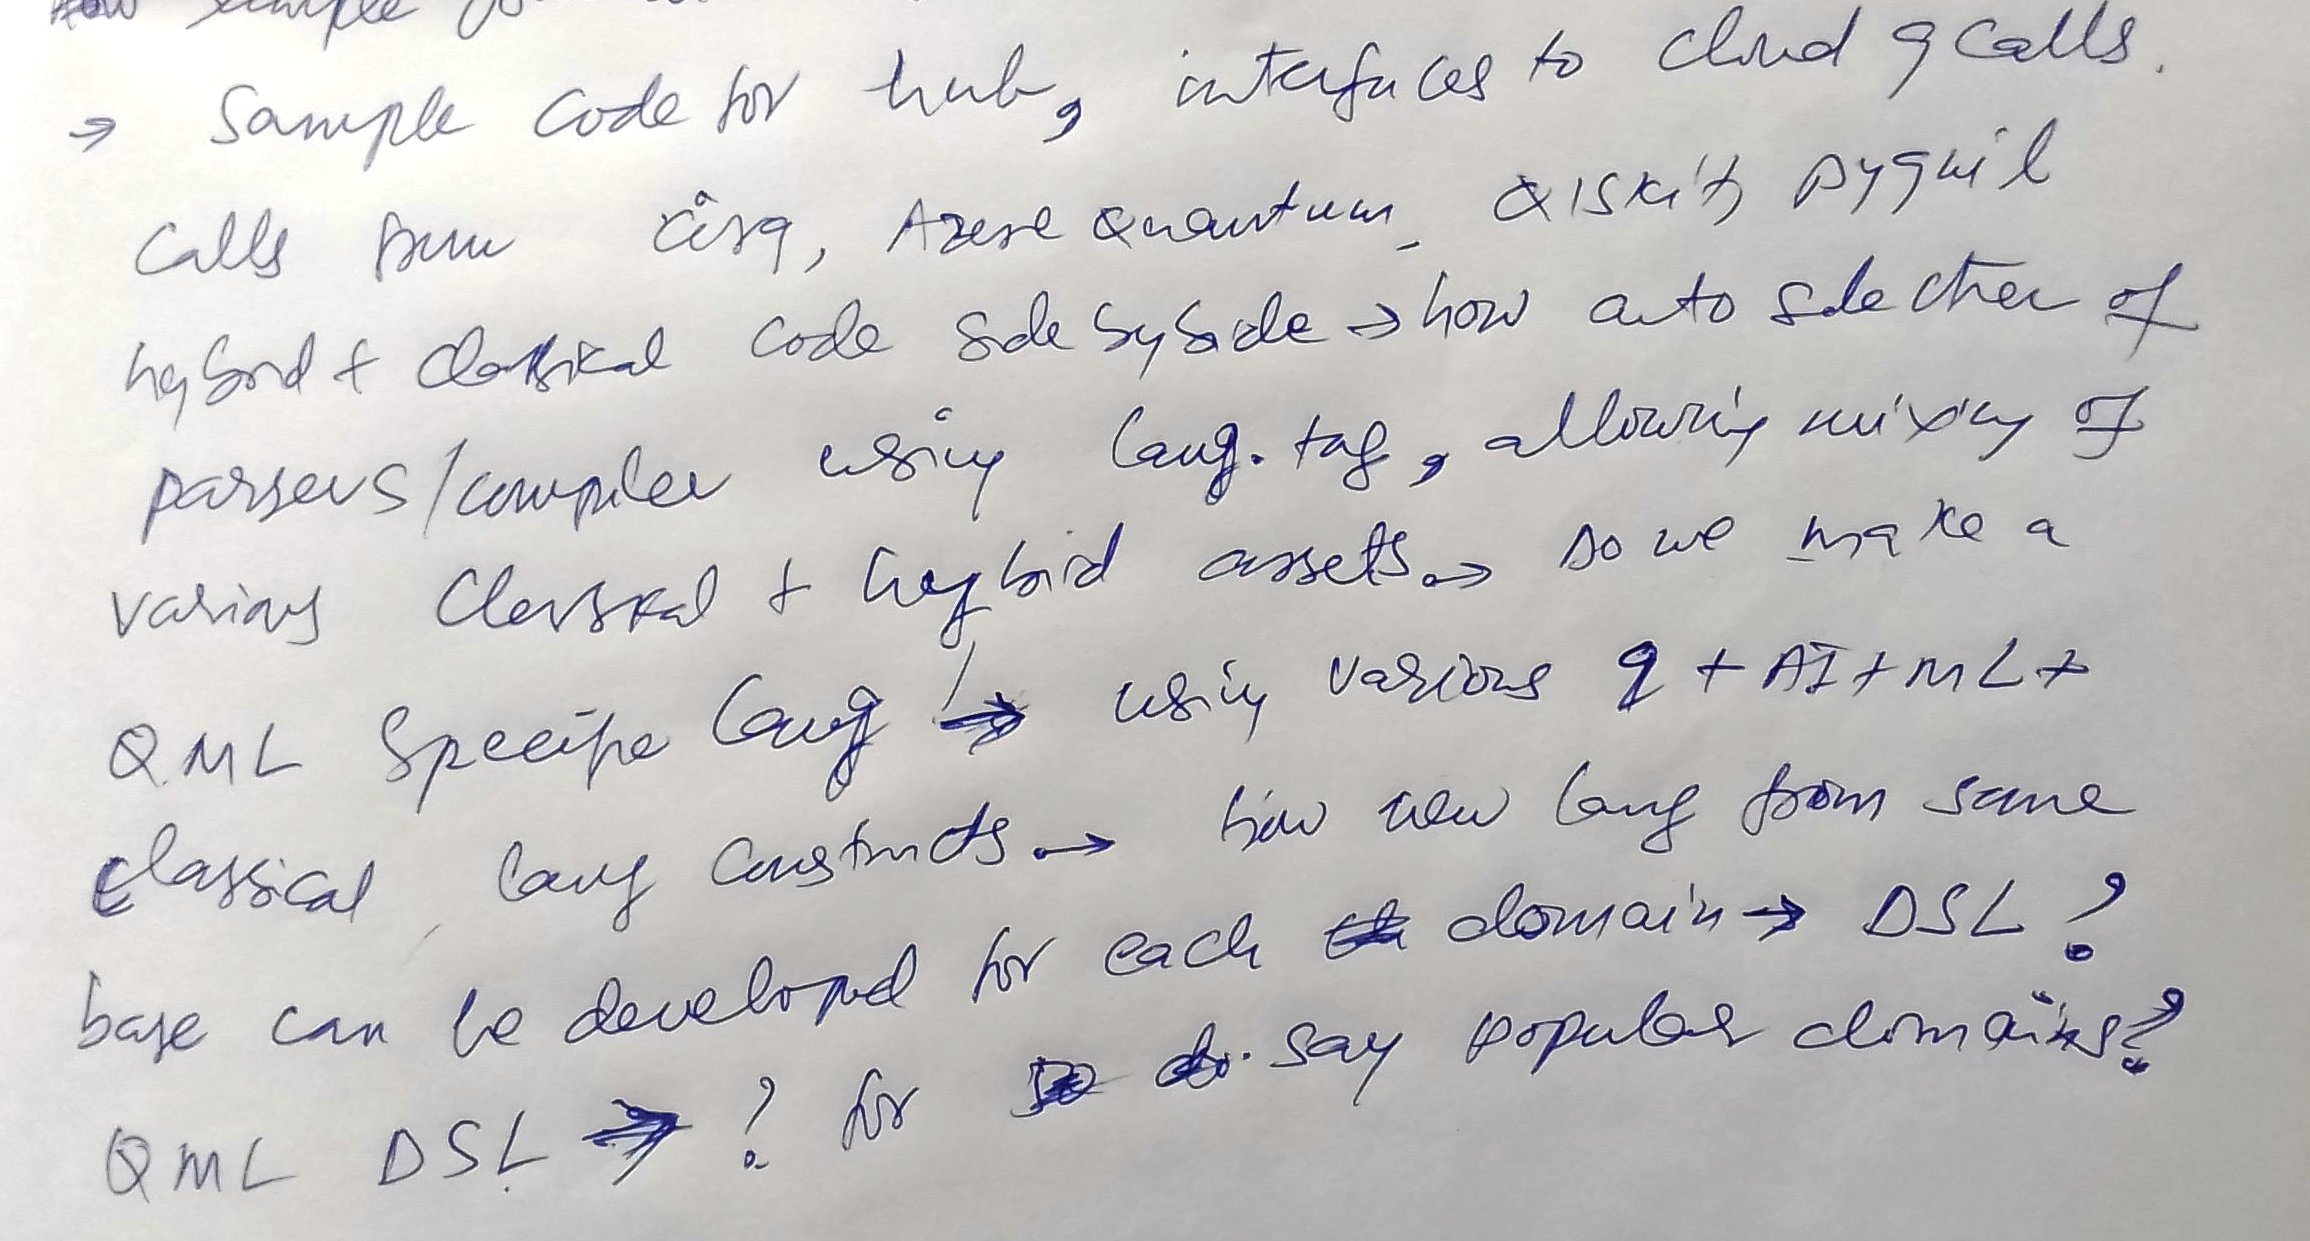 sample for
→ Sample code for hub, interfaces to cloud q calls.
calls from cirq, Azure Quantum, QISKit, pyquil
hybrid + classical code side by side → how auto selection of
parsers/compiler using lang. tag, allowing mixing of
various classical + hybrid assets. → Do we make a
QML specific lang → using various q + AI + ML +
classical lang constructs. → how new lang from same
base can be developed for each domain → DSL?
QML DSL → ? for say popular domains?